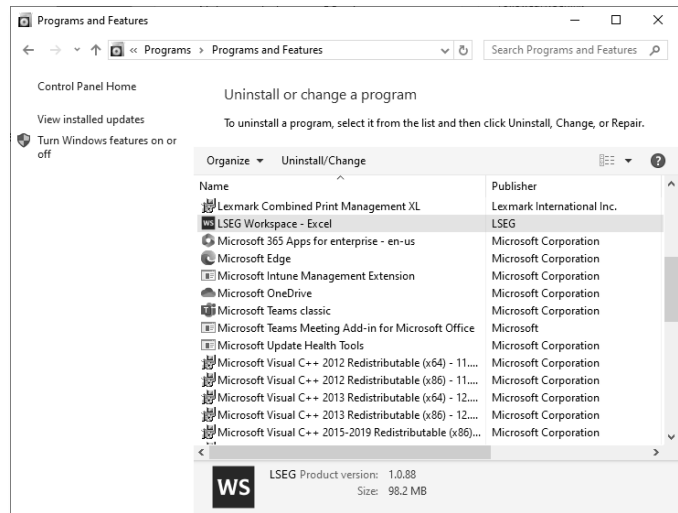 Programs and Features
« Programs > Programs and Features
Search Programs and Features
Control Panel Home
View installed updates
Turn Windows features on or
off
Uninstall or change a program
To uninstall a program, select it from the list and then click Uninstall, Change, or Repair.
Organize Uninstall/Change
Name Publisher
Lexmark Combined Print Management XL Lexmark International Inc.
WS LSEG Workspace - Excel LSEG
Microsoft 365 Apps for enterprise - en-us Microsoft Corporation
Microsoft Edge Microsoft Corporation
Microsoft Intune Management Extension Microsoft Corporation
Microsoft OneDrive Microsoft Corporation
Microsoft Teams classic Microsoft Corporation
Microsoft Teams Meeting Add-in for Microsoft Office Microsoft
Microsoft Update Health Tools Microsoft Corporation
Microsoft Visual C++ 2012 Redistributable (x64) - 11.... Microsoft Corporation
Microsoft Visual C++ 2012 Redistributable (x86) - 11.... Microsoft Corporation
Microsoft Visual C++ 2013 Redistributable (x64) - 12.... Microsoft Corporation
Microsoft Visual C++ 2013 Redistributable (x86) - 12.... Microsoft Corporation
Microsoft Visual C++ 2015-2019 Redistributable (x86)... Microsoft Corporation
WS
LSEG Product version: 1.0.88
Size: 98.2 MB